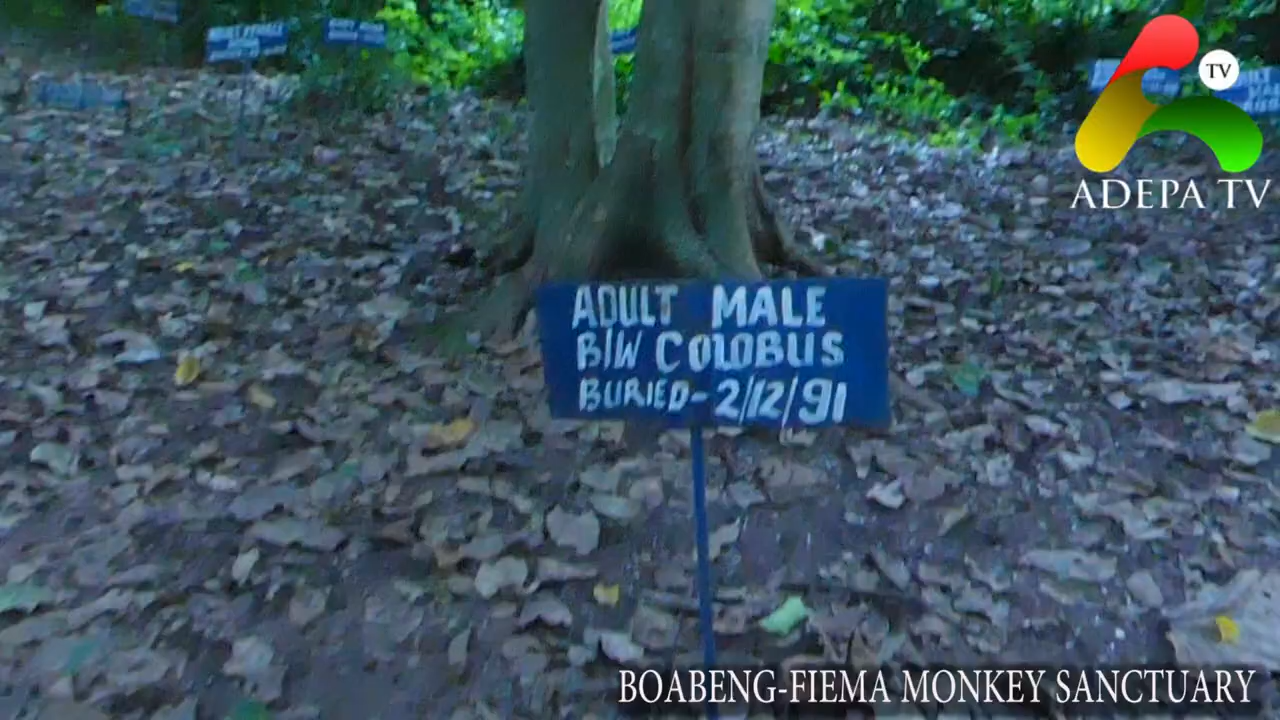 TV
ADEPA TV
ADULT MALE
B/W COLOBUS
BURIED-2/12/91
BOABENG-FIEMA MONKEY SANCTUARY